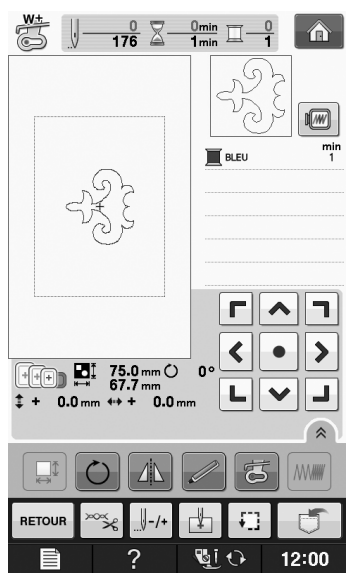 W+
0 0min 0
176 1min 1
min
BLEU 1
75.0 mm 0°
67.7 mm
+ 0.0 mm + 0.0 mm
RETOUR -/+
? 12:00